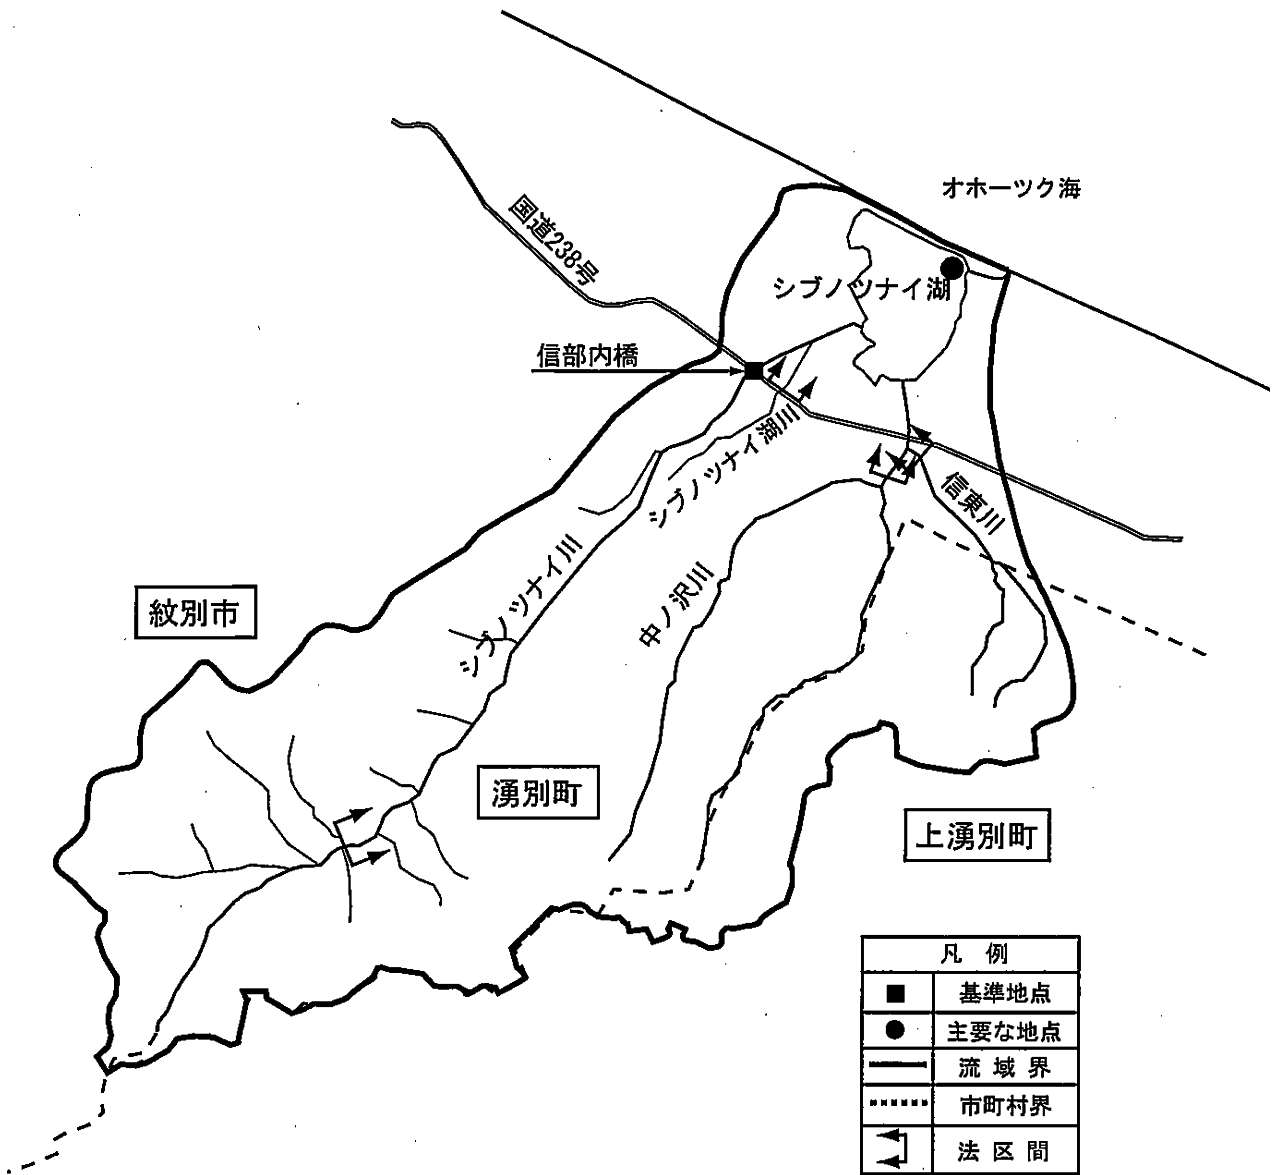 オホーツク海
国道238号
シブノツナイ湖
信部内橋
シブノツナイ湖川
信東川
シブノツナイ川
中ノ沢川
紋別市
湧別町
上湧別町
凡 例
基準地点
主要な地点
流 域 界
市町村界
法 区 間